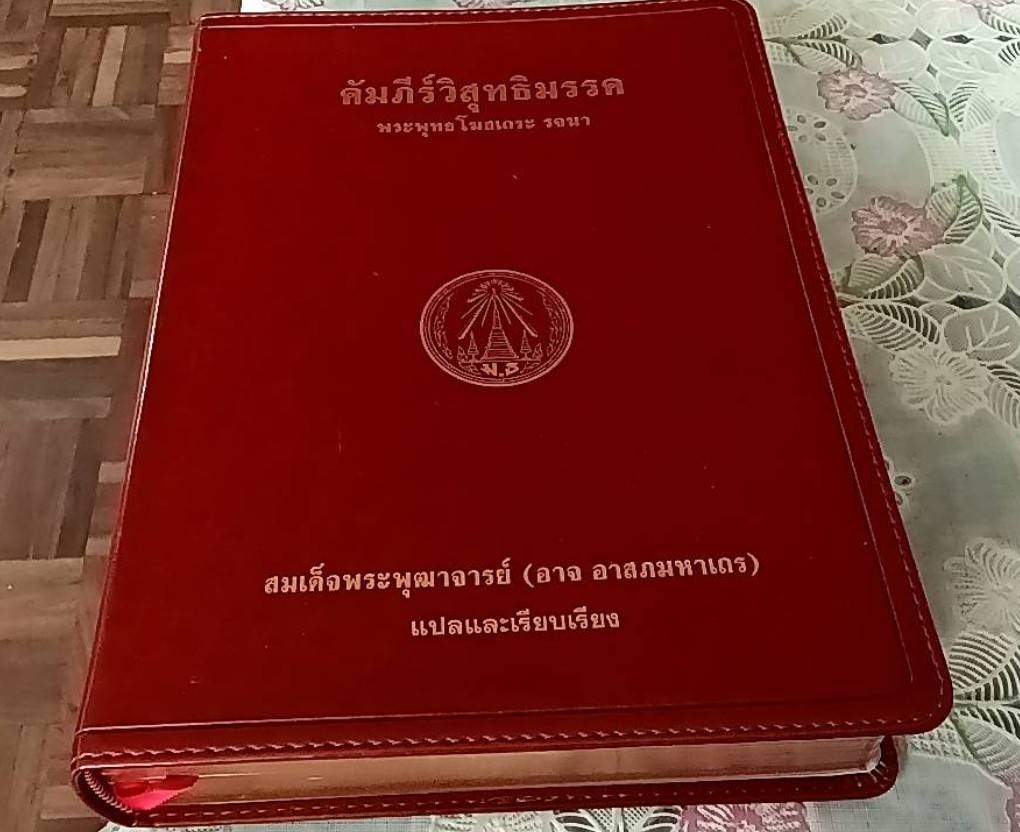 คัมภีร์วิสุทธิมรรค
พระพุทธโฆสเถระ รจนา
ม.ธ
สมเด็จพระพุฒาจารย์ (อาจ อาสภมหาเถร)
แปลและเรียบเรียง